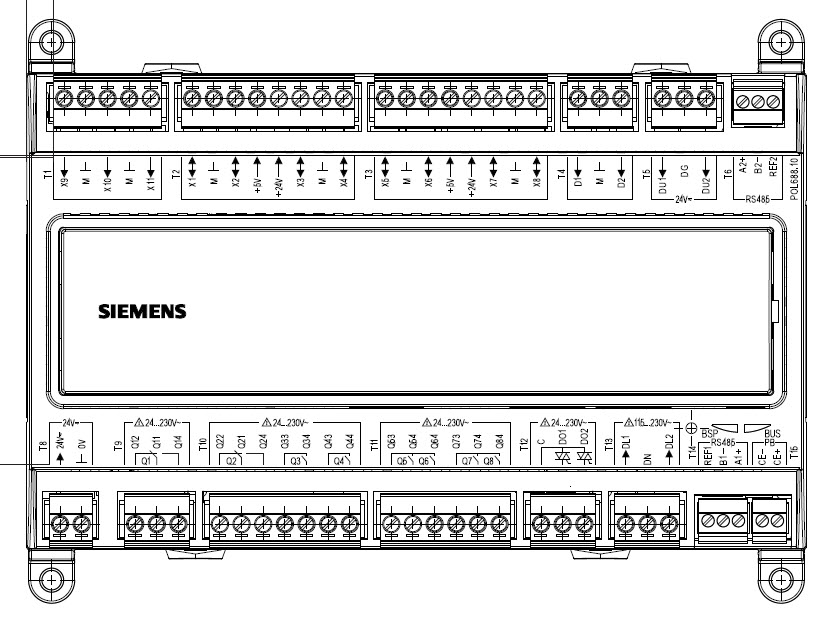 T1 X9 M X10 M X11 T2 X1 M X2 +5V +24V X3 M X4 T3 X5 M X6 +5V +24V X7 M X8 T4 D1 M D2 T5 DU1 DG DU2 T6 A2+ B2- REF2 POL688.10
24V≂ RS485
SIEMENS
24V~ ⚠24...230V~ ⚠24...230V~ ⚠24...230V~ ⚠24...230V~ ⚠115...230V~
T8 24V~ 0V T9 Q12 Q11 Q14 T10 Q22 Q21 Q24 Q33 Q34 Q43 Q44 T11 Q63 Q54 Q64 Q73 Q74 Q84 T12 C DO1 DO2 T13 DL1 DN DL2 BSP BUS
RS485 PB
Q1 Q2 Q3 Q4 Q5 Q6 Q7 Q8 T14 REF1 B1- A1+ CE- CE+ T15